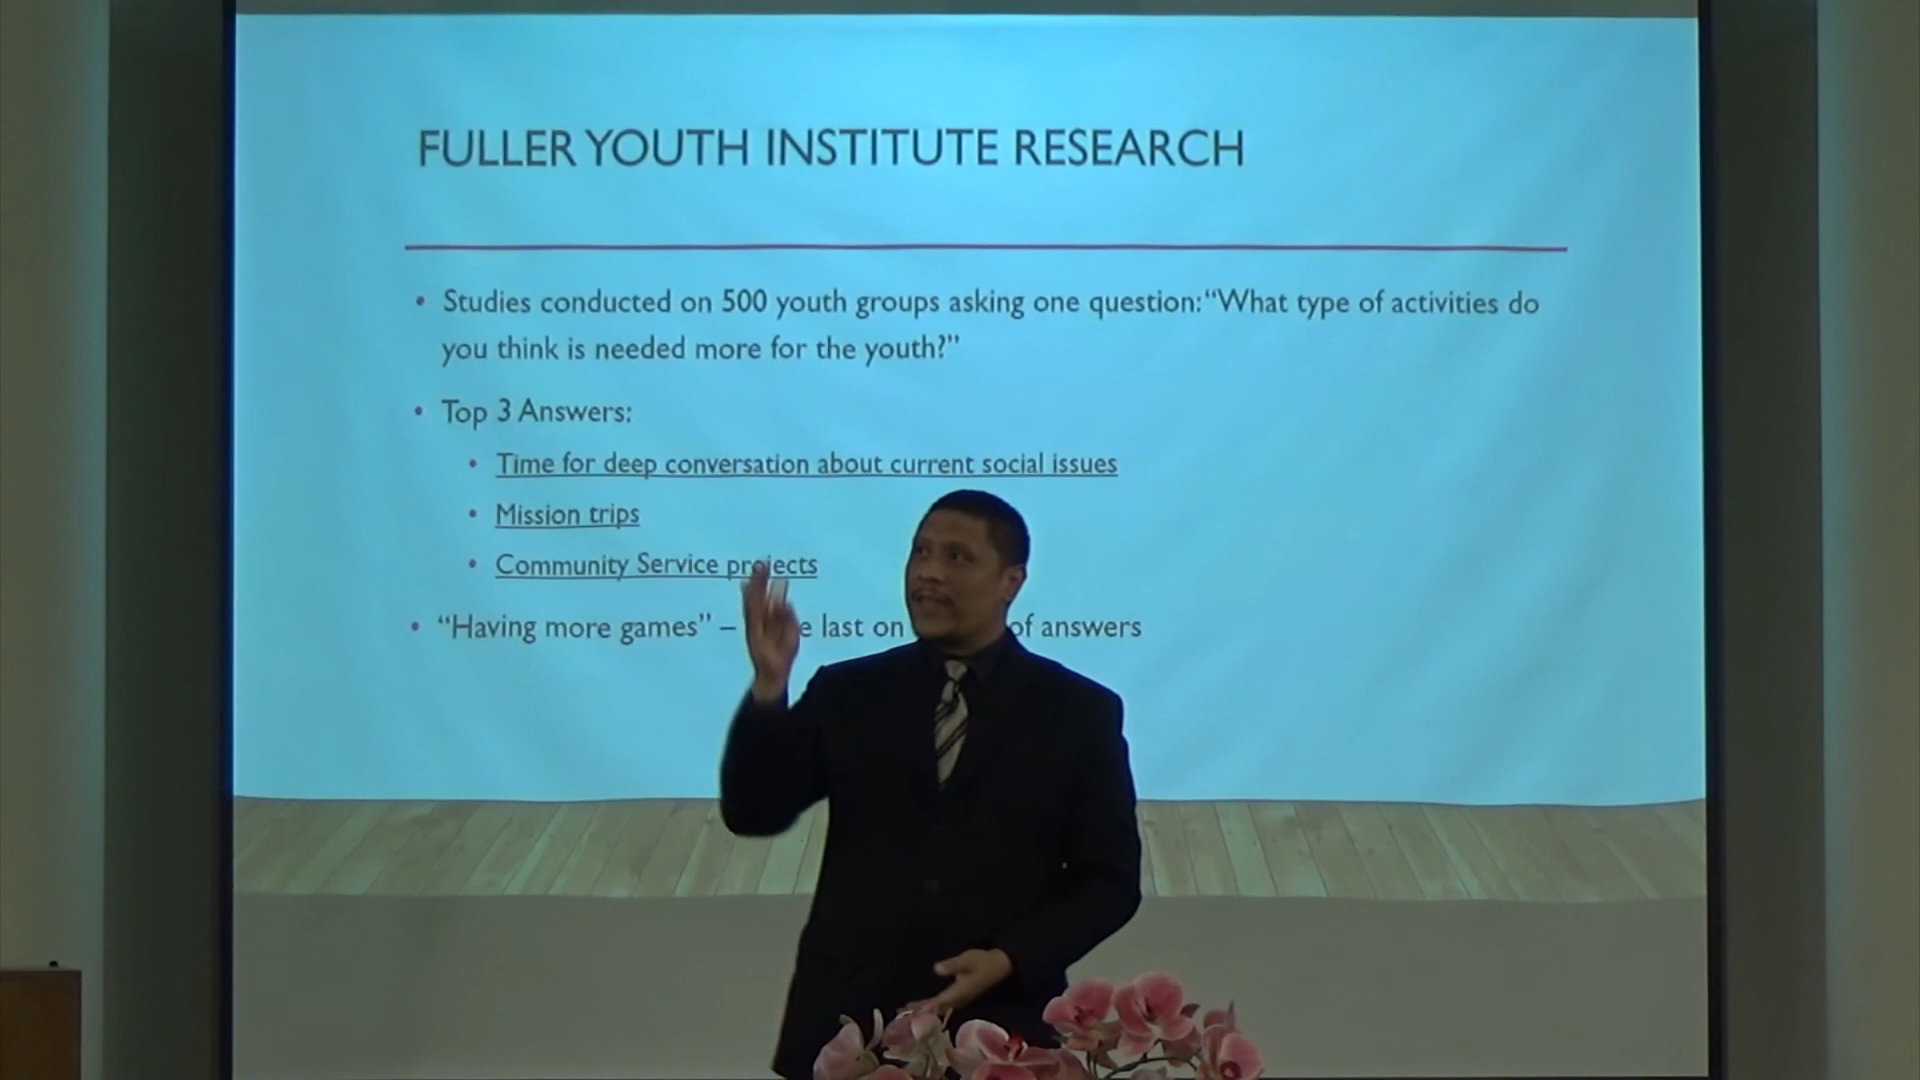 FULLER YOUTH INSTITUTE RESEARCH
• Studies conducted on 500 youth groups asking one question: “What type of activities do
you think is needed more for the youth?”
• Top 3 Answers:
• Time for deep conversation about current social issues
• Mission trips
• Community Service projects
• “Having more games” – last on of answers